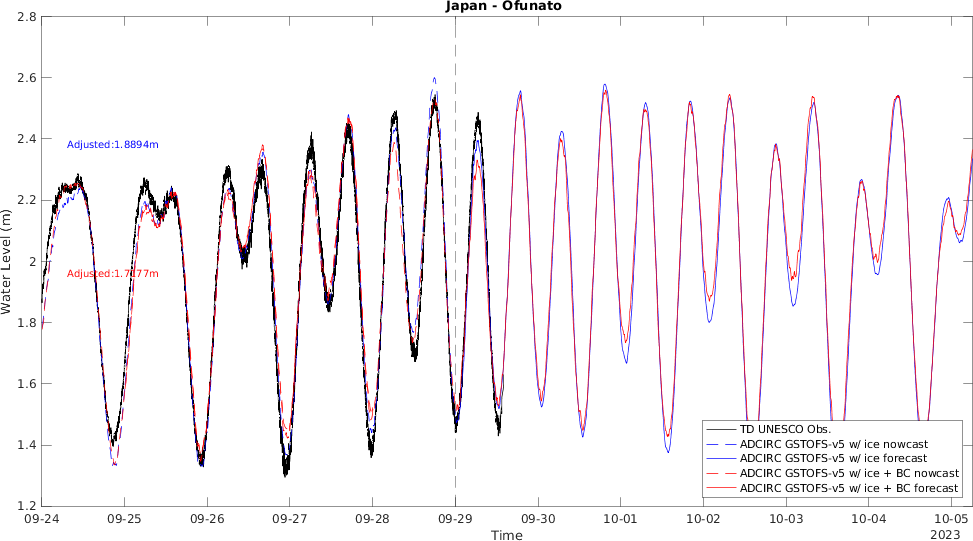 Japan - Ofunato
2.8
2.6
2.4
2.2
2
1.8
1.6
1.4
1.2
Water Level (m)
Adjusted:1.8894m
TD UNESCO Obs.
ADCIRC GSTOFS-v5 w/ ice nowcast
ADCIRC GSTOFS-v5 w/ ice forecast
ADCIRC GSTOFS-v5 w/ ice + BC nowcast
ADCIRC GSTOFS-v5 w/ ice + BC forecast
09-24
09-25
09-26
09-27
09-28
09-29
09-30
10-01
10-02
10-03
10-04
10-05
Time
2023